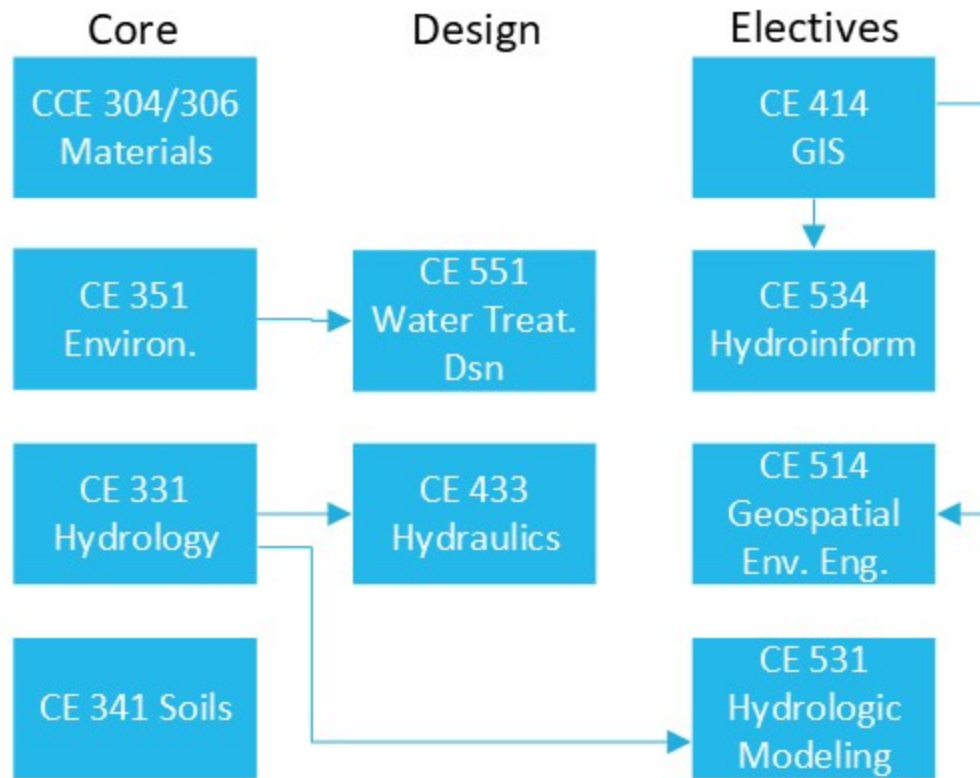 Core
Design
Electives
CCE 304/306
Materials
CE 414
GIS
CE 351
Environ.
CE 551
Water Treat.
Dsn
CE 534
Hydroinform
CE 331
Hydrology
CE 433
Hydraulics
CE 514
Geospatial
Env. Eng.
CE 341 Soils
CE 531
Hydrologic
Modeling